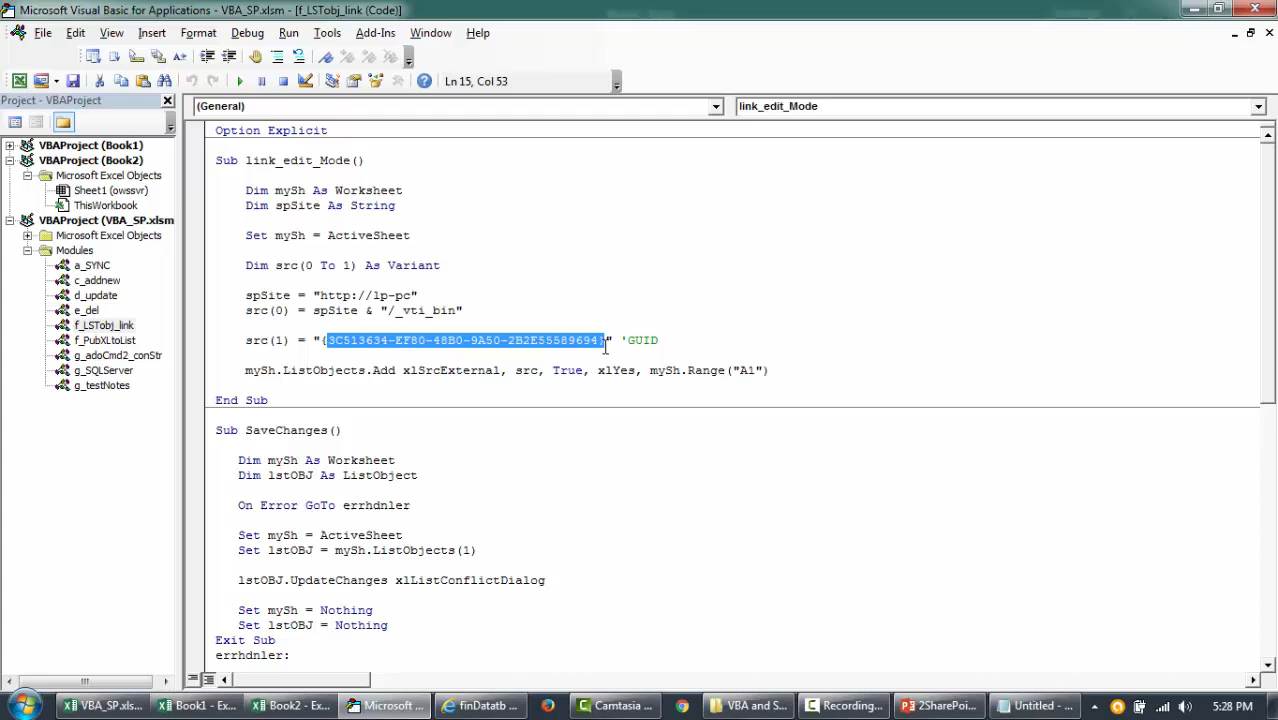 Microsoft Visual Basic for Applications - VBA_SP.xlsm - [f_LSTobj_link (Code)]
File Edit View Insert Format Debug Run Tools Add-Ins Window Help
Ln 15, Col 53
Project - VBAProject
(General)
link_edit_Mode
VBAProject (Book1)
VBAProject (Book2)
Microsoft Excel Objects
Sheet1 (owssvr)
ThisWorkbook
VBAProject (VBA_SP.xlsm
Microsoft Excel Objects
Modules
a_SYNC
c_addnew
d_update
e_del
f_LSTobj_link
f_PubXLtoList
g_adoCmd2_conStr
g_SQLServer
g_testNotes
Option Explicit
Sub link_edit_Mode()
Dim mySh As Worksheet
Dim spSite As String
Set mySh = ActiveSheet
Dim src(0 To 1) As Variant
spSite = "http://lp-pc"
src(0) = spSite & "/_vti_bin"
src(1) = "{3C513634-EF80-48B0-9A50-2B2E55589694}" 'GUID
mySh.ListObjects.Add xlSrcExternal, src, True, xlYes, mySh.Range("A1")
End Sub
Sub SaveChanges()
Dim mySh As Worksheet
Dim lstOBJ As ListObject
On Error GoTo errhdnler
Set mySh = ActiveSheet
Set lstOBJ = mySh.ListObjects(1)
lstOBJ.UpdateChanges xlListConflictDialog
Set mySh = Nothing
Set lstOBJ = Nothing
Exit Sub
errhdnler:
VBA_SP.xls... Book1 - Ex... Book2 - Ex... Microsoft ... finDatatb... Camtasia ... VBA and S... Recording... 2SharePoi... Untitled - ... 5:28 PM